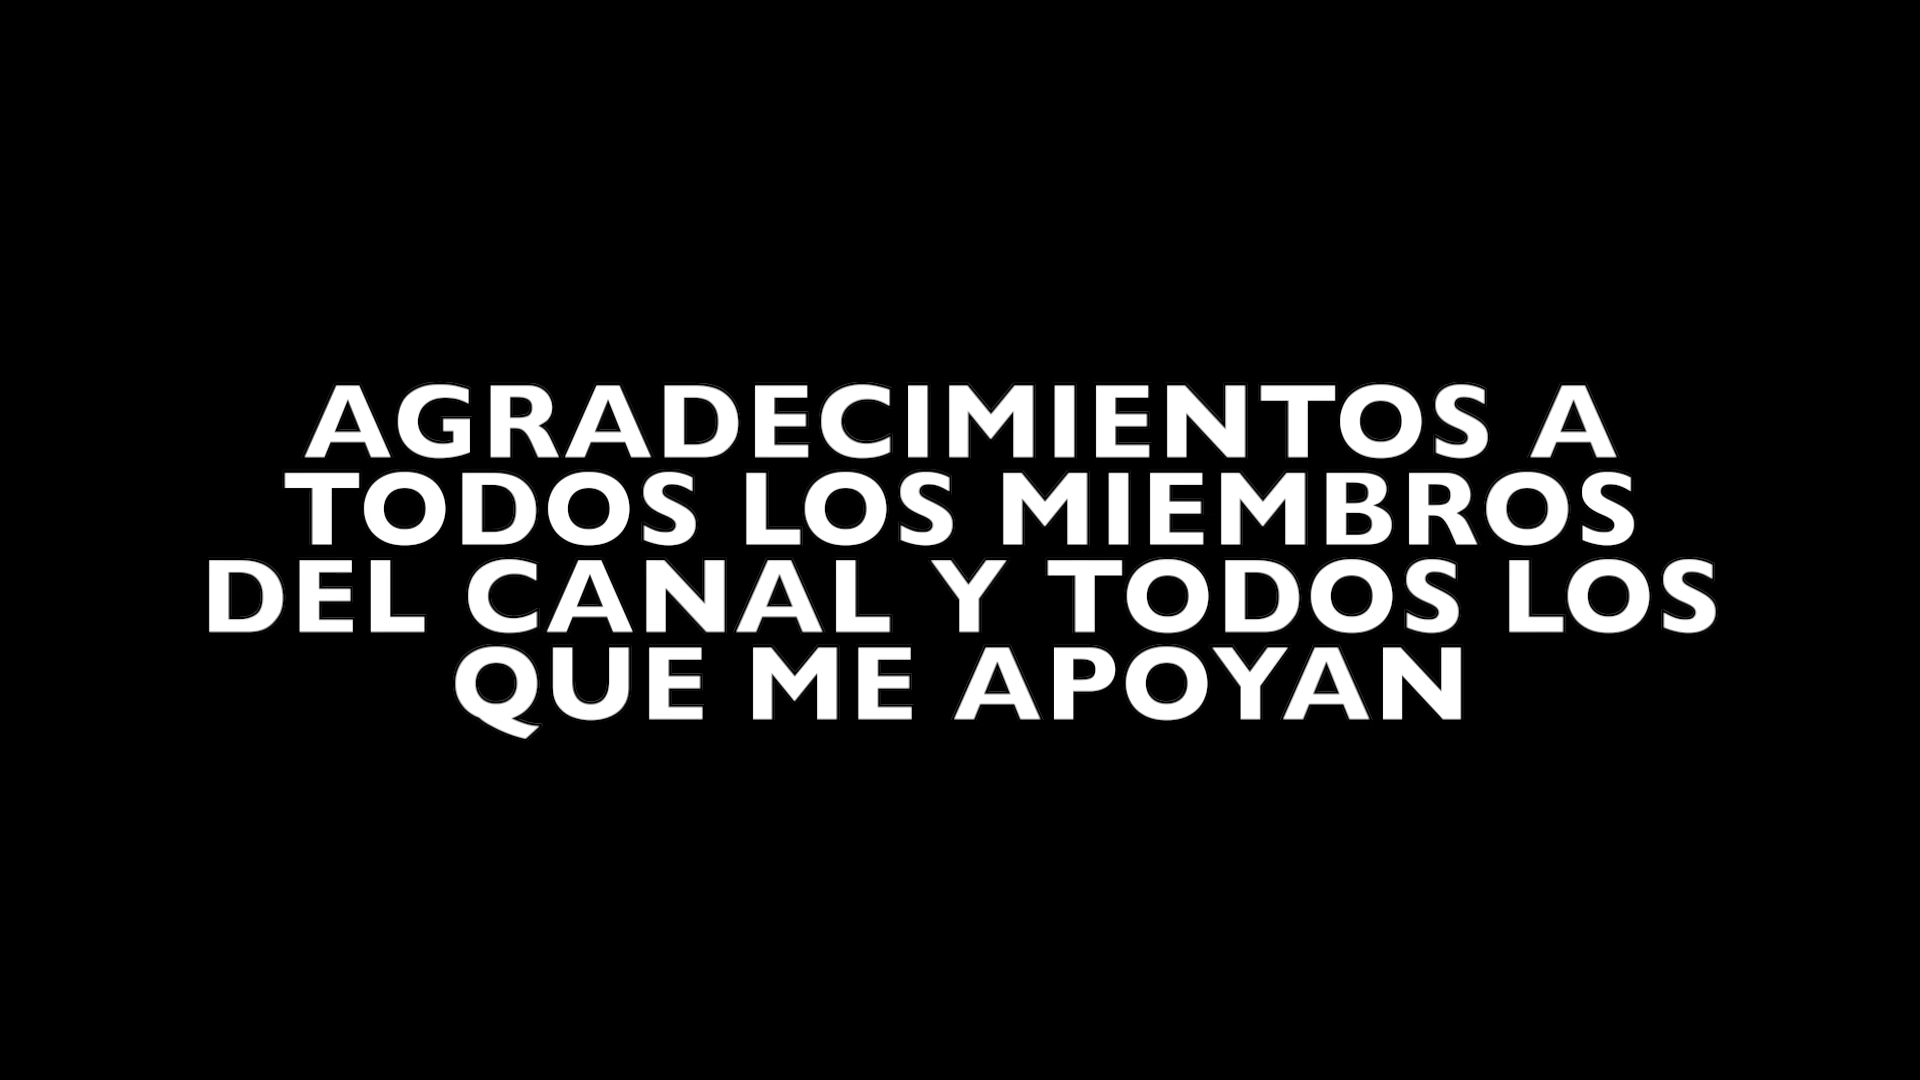 AGRADECIMIENTOS A
TODOS LOS MIEMBROS
DEL CANAL Y TODOS LOS
QUE ME APOYAN